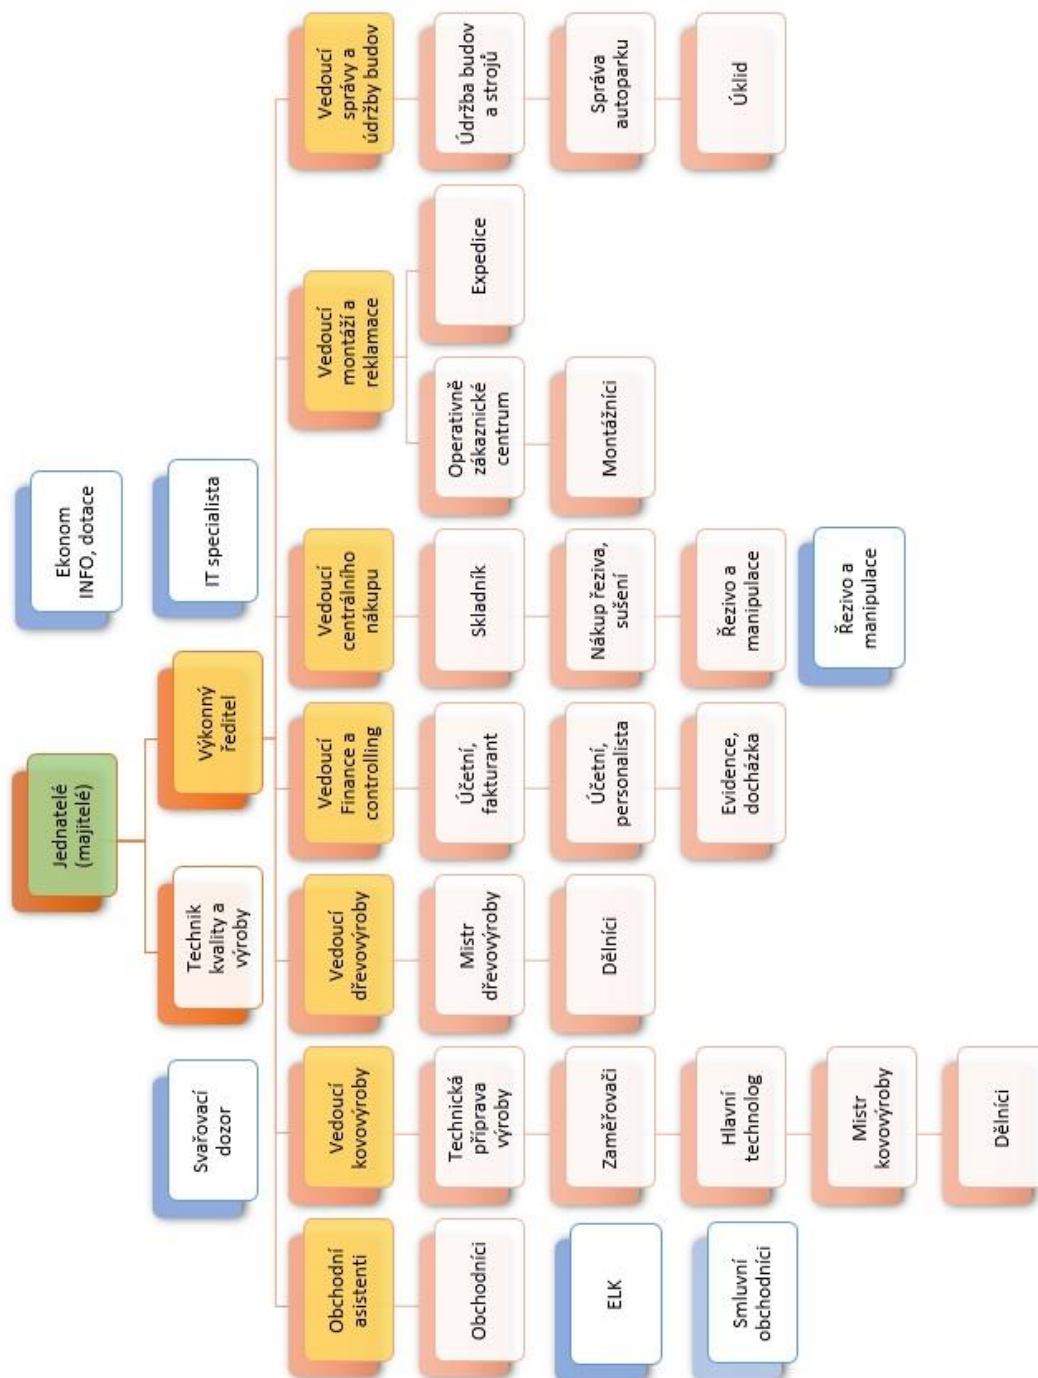 Ekonom
INFO, dotace
Jednatelé
(majitelé)
Svařovací
dozor
Technik
kvality a
výroby
Výkonný
ředitel
IT specialista
Obchodní
asistenti
Vedoucí
kovovýroby
Vedoucí
dřevovýroby
Vedoucí
Finance a
controlling
Vedoucí
centrálního
nákupu
Vedoucí
montáží a
reklamace
Vedoucí
správy a
údržby budov
Obchodníci
Technická
příprava
výroby
Mistr
dřevovýroby
Účetní,
fakturant
Skladník
Operativně
zákaznické
centrum
Expedice
Údržba budov
a strojů
ELK
Zaměřovači
Dělníci
Účetní,
personalista
Nákup řeziva,
sušení
Montážníci
Správa
autoparku
Smluvní
obchodníci
Hlavní
technolog
Evidence,
docházka
Řezivo a
manipulace
Úklid
Mistr
kovovýroby
Řezivo a
manipulace
Dělníci